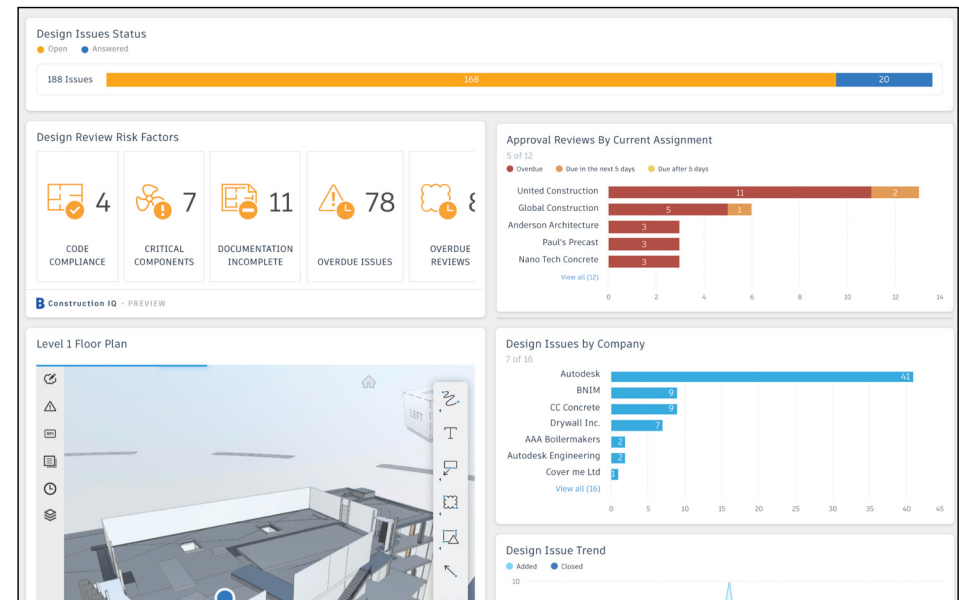 Design Issues Status
Open Answered
188 Issues 168 20
Design Review Risk Factors
4
CODE
COMPLIANCE
7
CRITICAL
COMPONENTS
11
DOCUMENTATION
INCOMPLETE
78
OVERDUE ISSUES
OVERDUE
REVIEWS
Construction IQ - PREVIEW
Approval Reviews By Current Assignment
5 of 12
Overdue Due in the next 5 days Due after 5 days
United Construction 11 2
Global Construction 5 1
Anderson Architecture 3
Paul's Precast 3
Nano Tech Concrete 3
View all (12)
0 2 4 6 8 10 12 14
Level 1 Floor Plan
RFI
LEFT
T
Design Issues by Company
7 of 16
Autodesk 41
BNIM 9
CC Concrete 9
Drywall Inc. 7
AAA Boilermakers 2
Autodesk Engineering 2
Cover me Ltd 1
View all (16)
0 5 10 15 20 25 30 35 40 45
Design Issue Trend
Added Closed
10